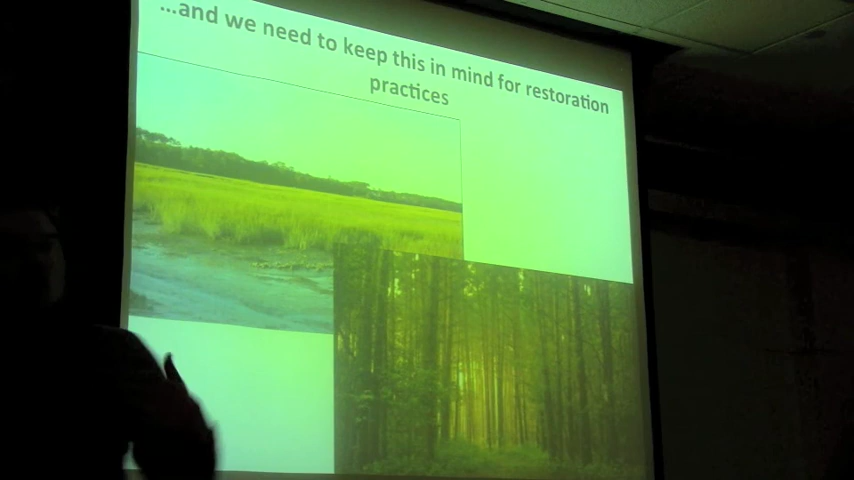 ...and we need to keep this in mind for restoration
practices